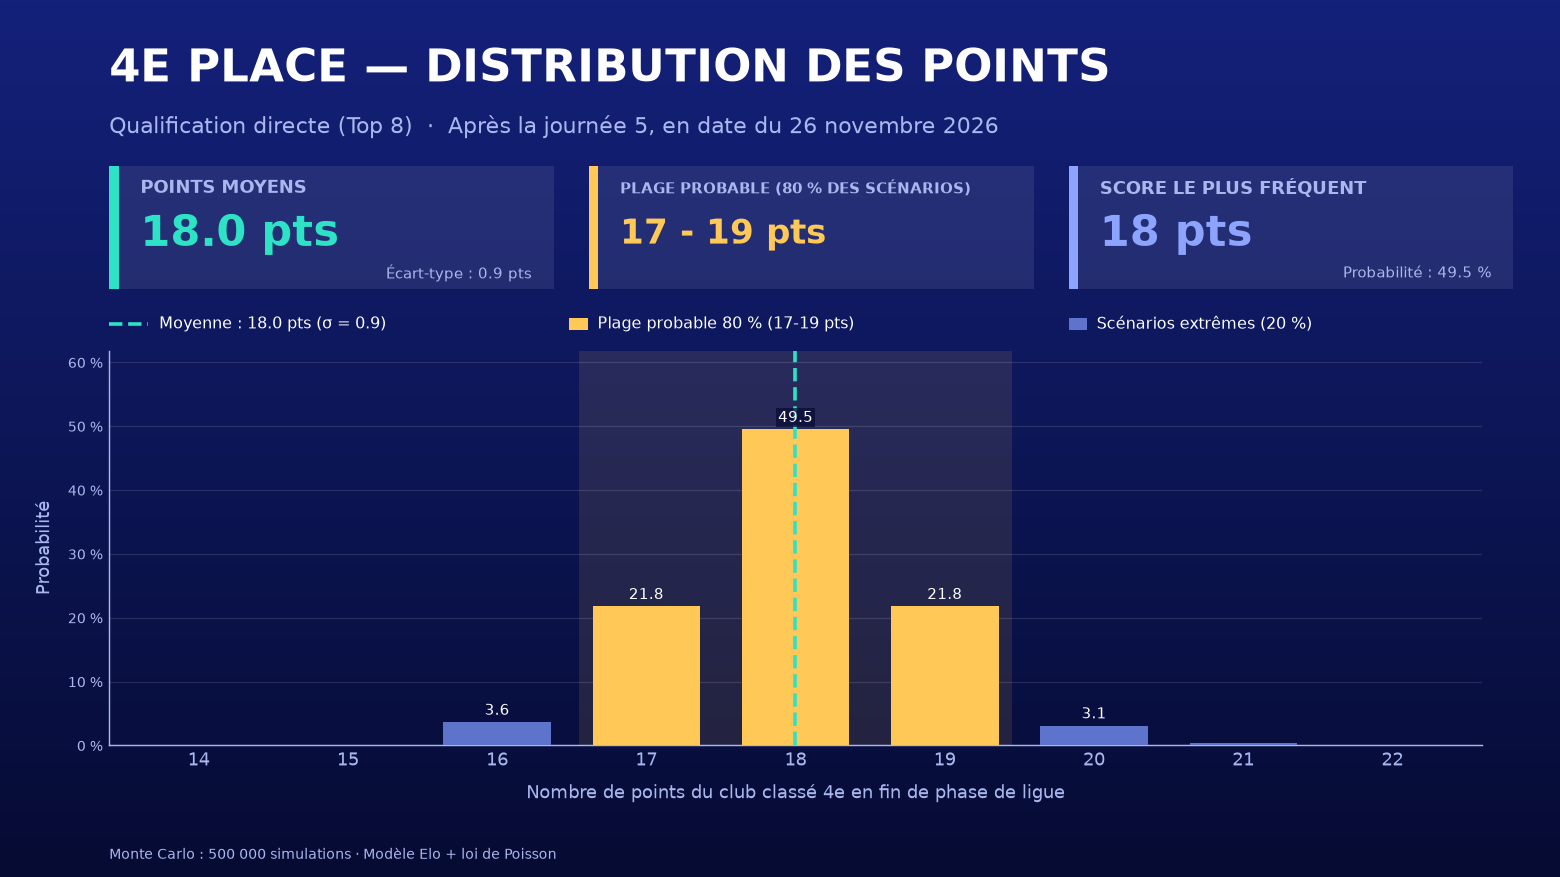 4E PLACE — DISTRIBUTION DES POINTS
Qualification directe (Top 8) · Après la journée 5, en date du 26 novembre 2026
POINTS MOYENS
18.0 pts
Écart-type : 0.9 pts
PLAGE PROBABLE (80 % DES SCÉNARIOS)
17 - 19 pts
SCORE LE PLUS FRÉQUENT
18 pts
Probabilité : 49.5 %
Moyenne : 18.0 pts (σ = 0.9)
Plage probable 80 % (17-19 pts)
Scénarios extrêmes (20 %)
Probabilité
60 %
50 %
40 %
30 %
20 %
10 %
0 %
3.6
21.8
49.5
21.8
3.1
14
15
16
17
18
19
20
21
22
Nombre de points du club classé 4e en fin de phase de ligue
Monte Carlo : 500 000 simulations · Modèle Elo + loi de Poisson